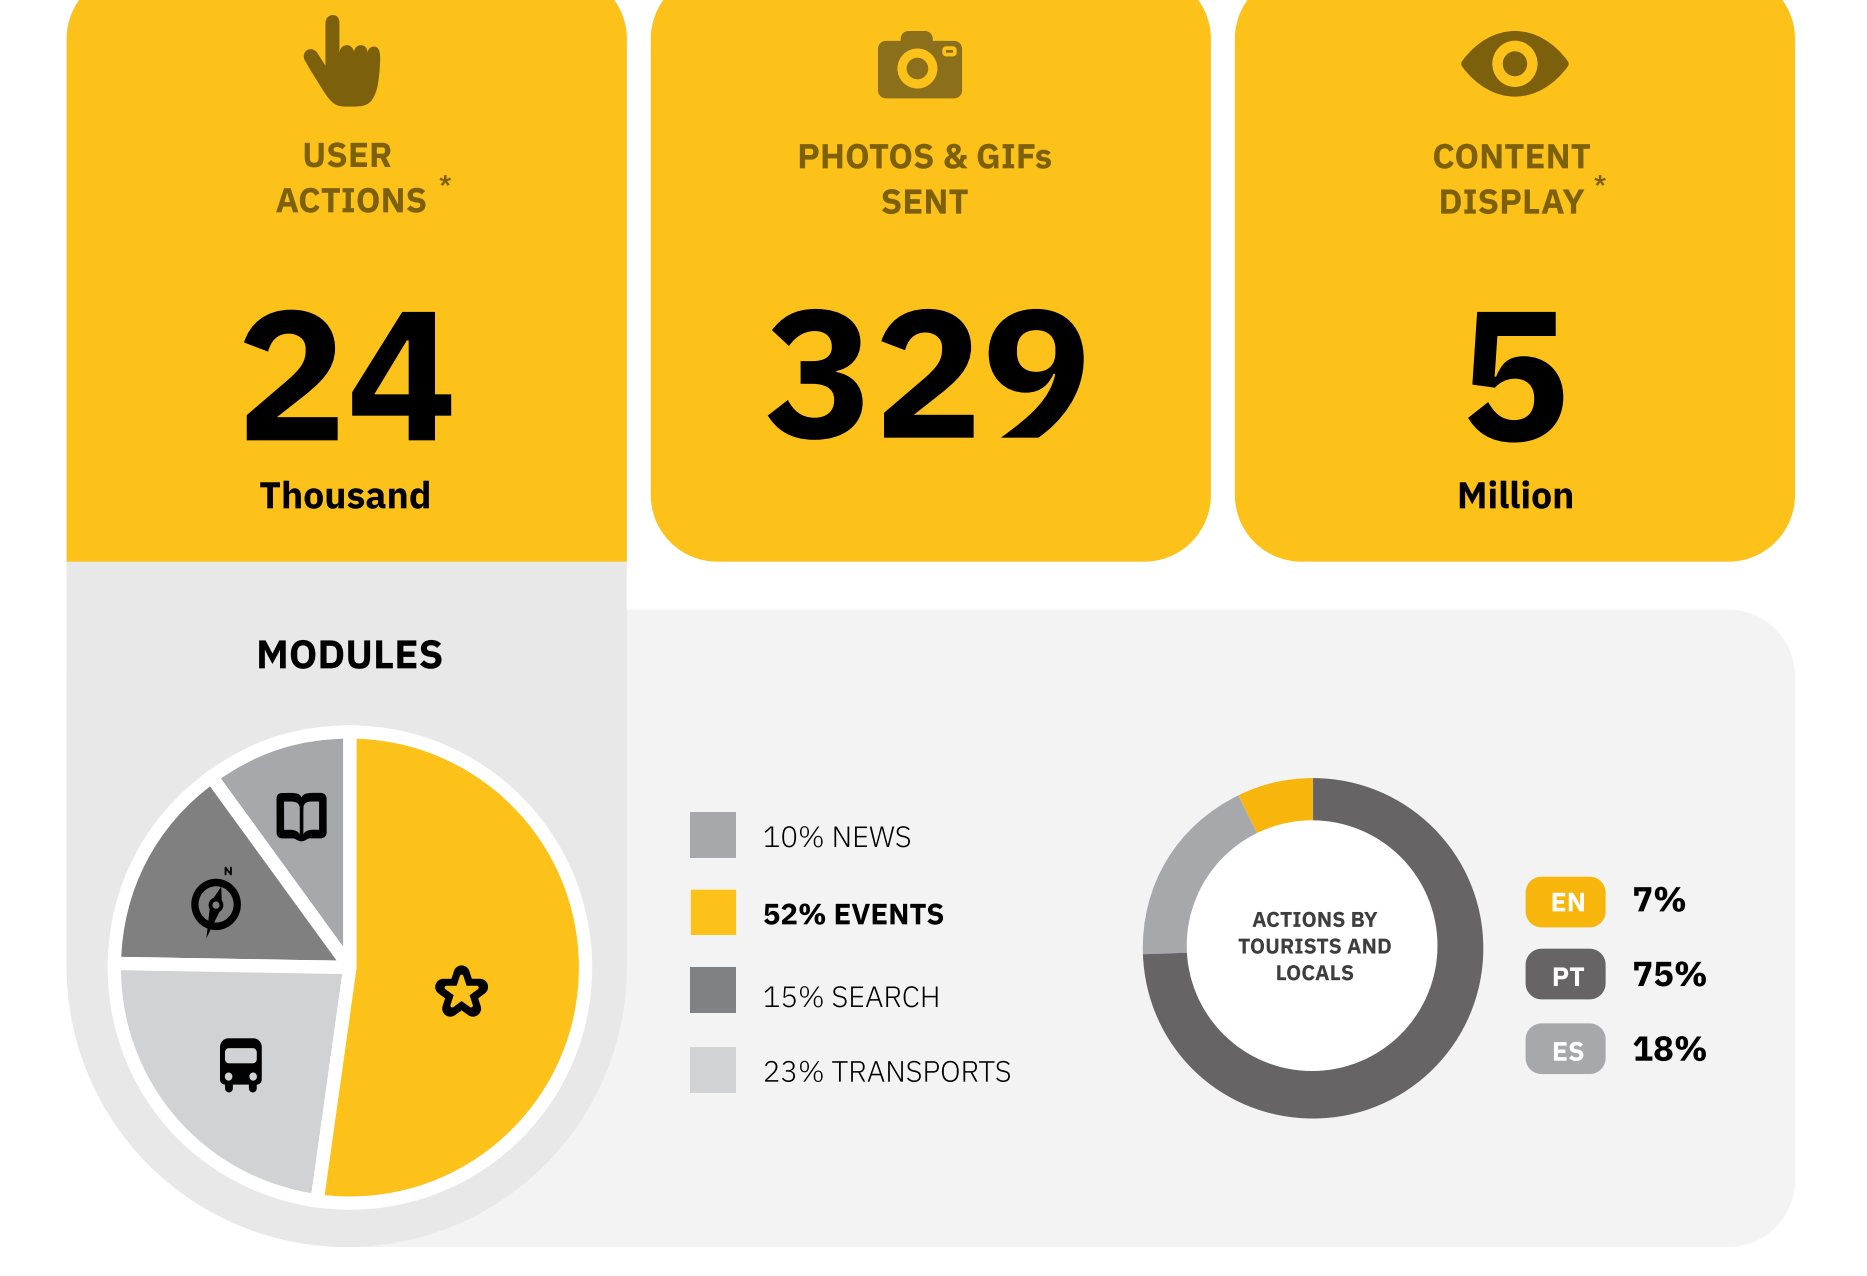 USER
ACTIONS *
24
Thousand
PHOTOS & GIFs
SENT
329
CONTENT
DISPLAY *
5
Million
MODULES
N
10% NEWS
52% EVENTS
15% SEARCH
23% TRANSPORTS
ACTIONS BY
TOURISTS AND
LOCALS
EN 7%
PT 75%
ES 18%